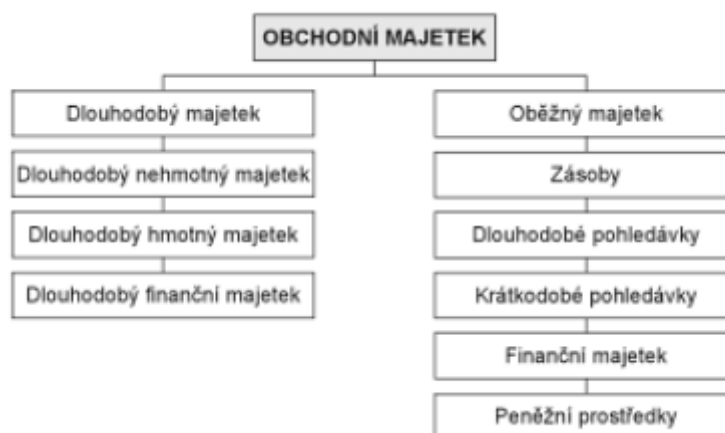 OBCHODNÍ MAJETEK
Dlouhodobý majetek
Dlouhodobý nehmotný majetek
Dlouhodobý hmotný majetek
Dlouhodobý finanční majetek
Oběžný majetek
Zásoby
Dlouhodobé pohledávky
Krátkodobé pohledávky
Finanční majetek
Peněžní prostředky